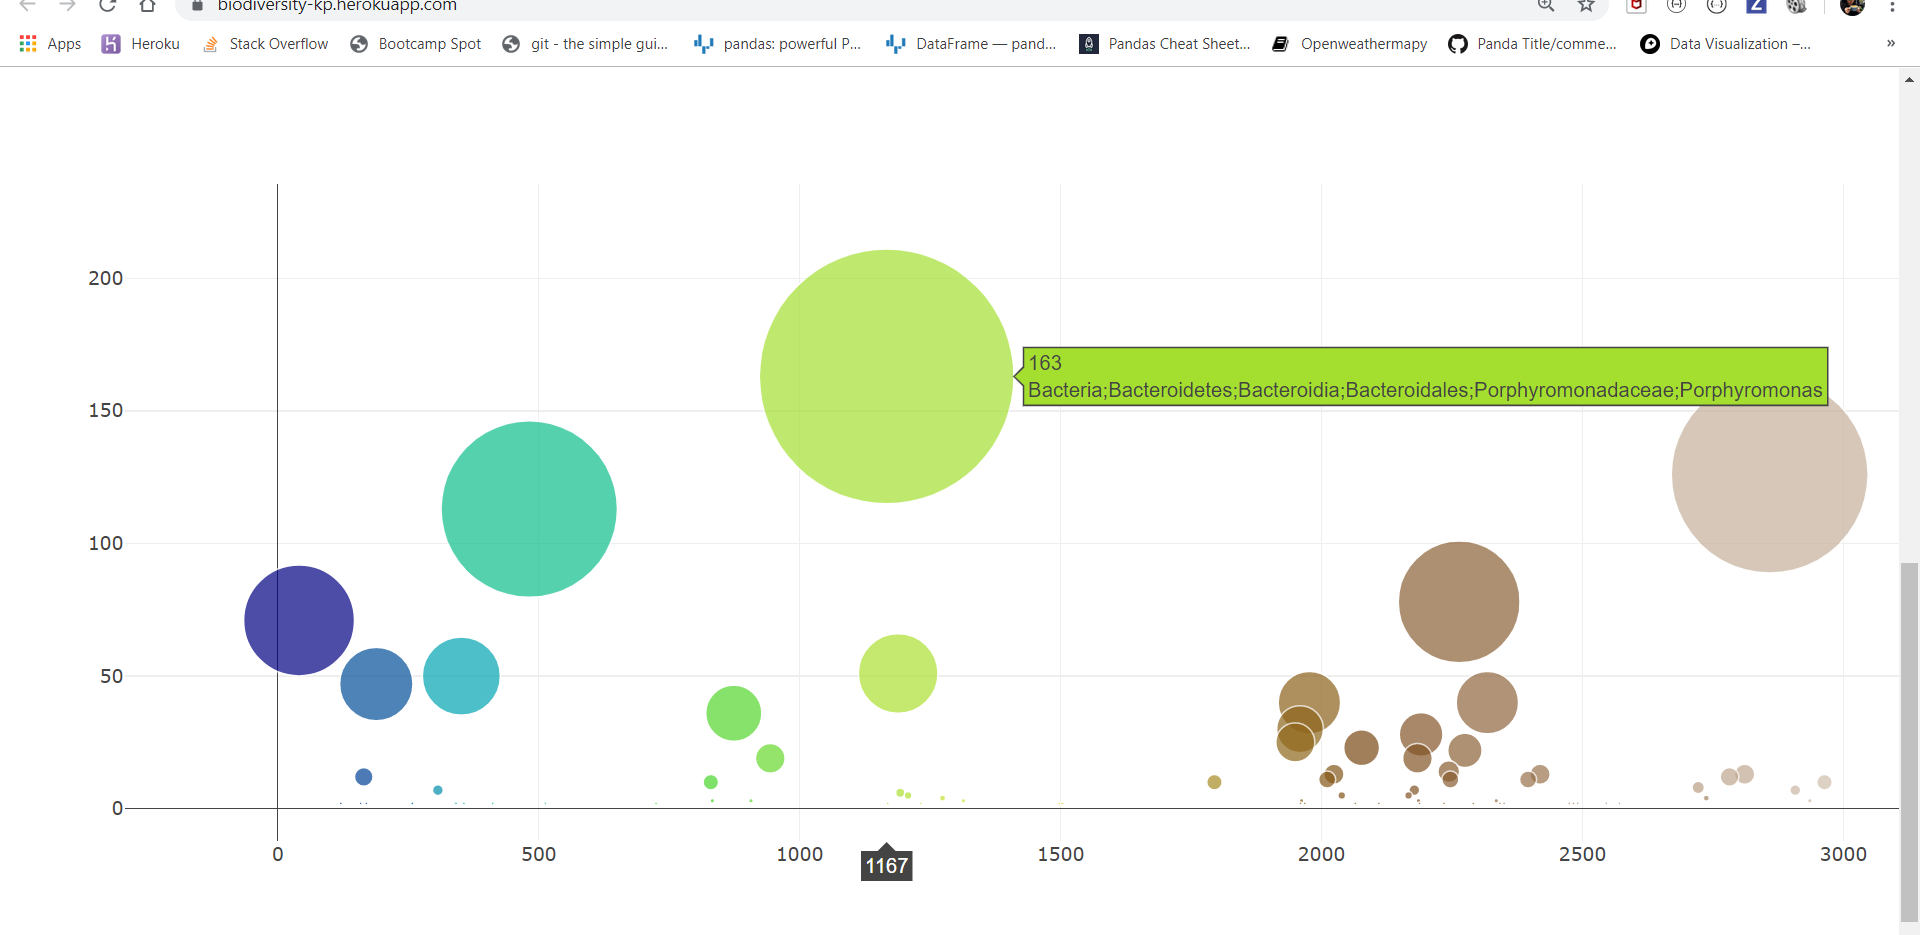 biodiversity-kp.herokuapp.com
Apps Heroku Stack Overflow Bootcamp Spot git - the simple gui... pandas: powerful P... DataFrame — pand... Pandas Cheat Sheet... Openweathermapy Panda Title/comme... Data Visualization –... »
200
163
Bacteria;Bacteroidetes;Bacteroidia;Bacteroidales;Porphyromonadaceae;Porphyromonas
150
100
50
0
0 500 1000 1500 2000 2500 3000
1167